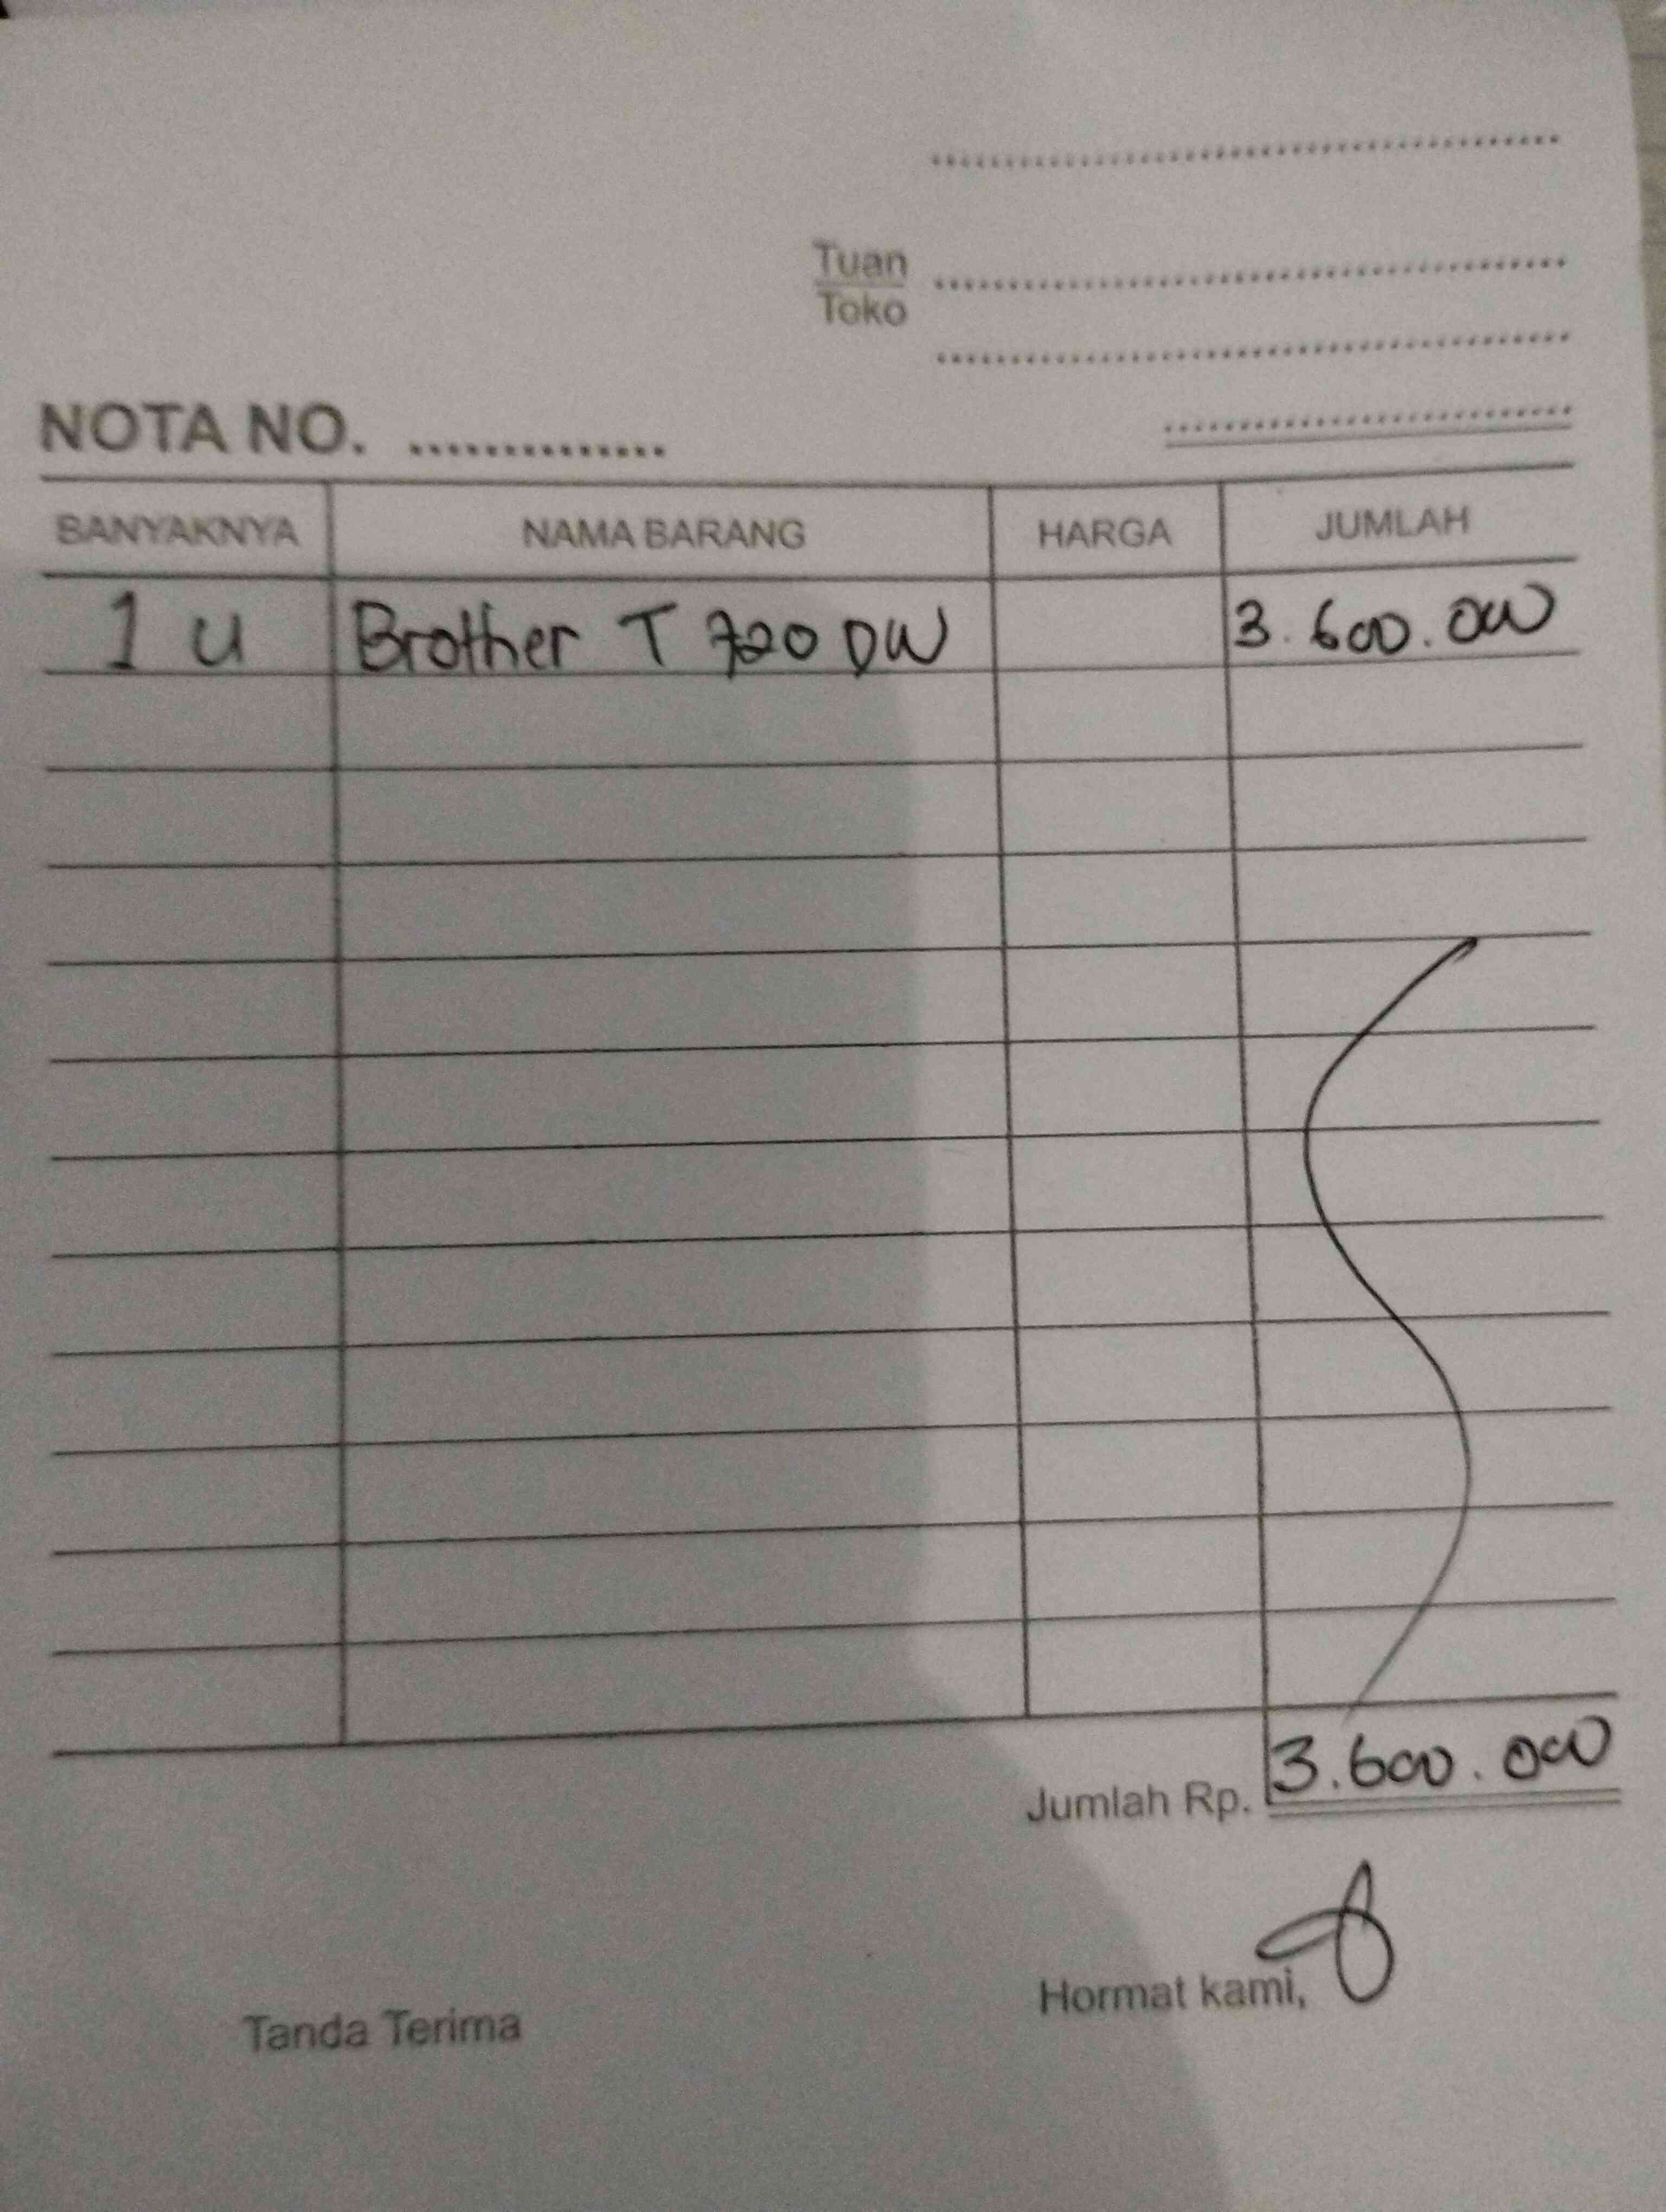 Tuan
Toko
NOTA NO. ..............
BANYAKNYA NAMA BARANG HARGA JUMLAH
1 U Brother T 720 DW 3.600.000
Jumlah Rp. 3.600.000
Hormat kami,
Tanda Terima